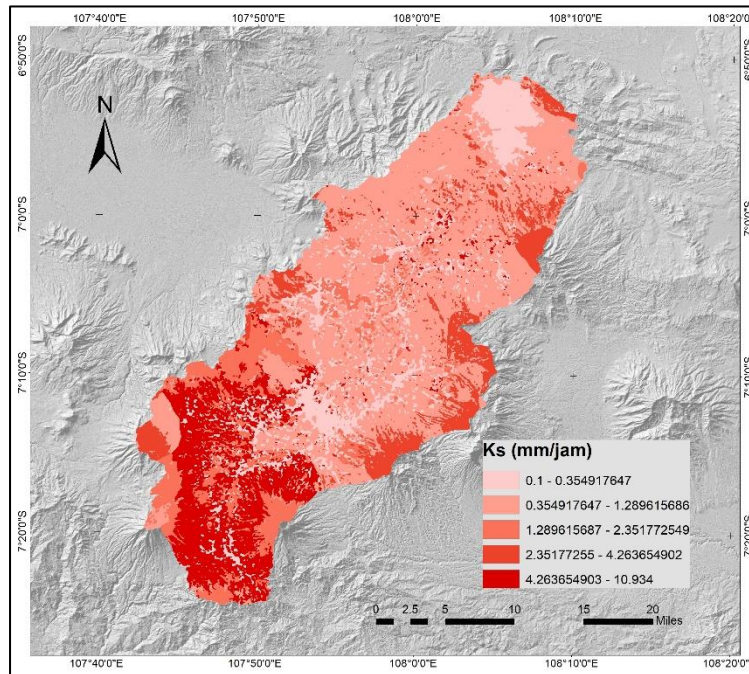 107°40'0"E 107°50'0"E 108°0'0"E 108°10'0"E 108°20'0"E
6°50'0"S 6°50'0"S
N
7°0'0"S 7°0'0"S
7°10'0"S 7°10'0"S
Ks (mm/jam)
0.1 - 0.354917647
0.354917647 - 1.289615686
1.289615687 - 2.351772549
2.35177255 - 4.263654902
4.263654903 - 10.934
7°20'0"S 7°20'0"S
0 2.5 5 10 15 20
Miles
107°40'0"E 107°50'0"E 108°0'0"E 108°10'0"E 108°20'0"E